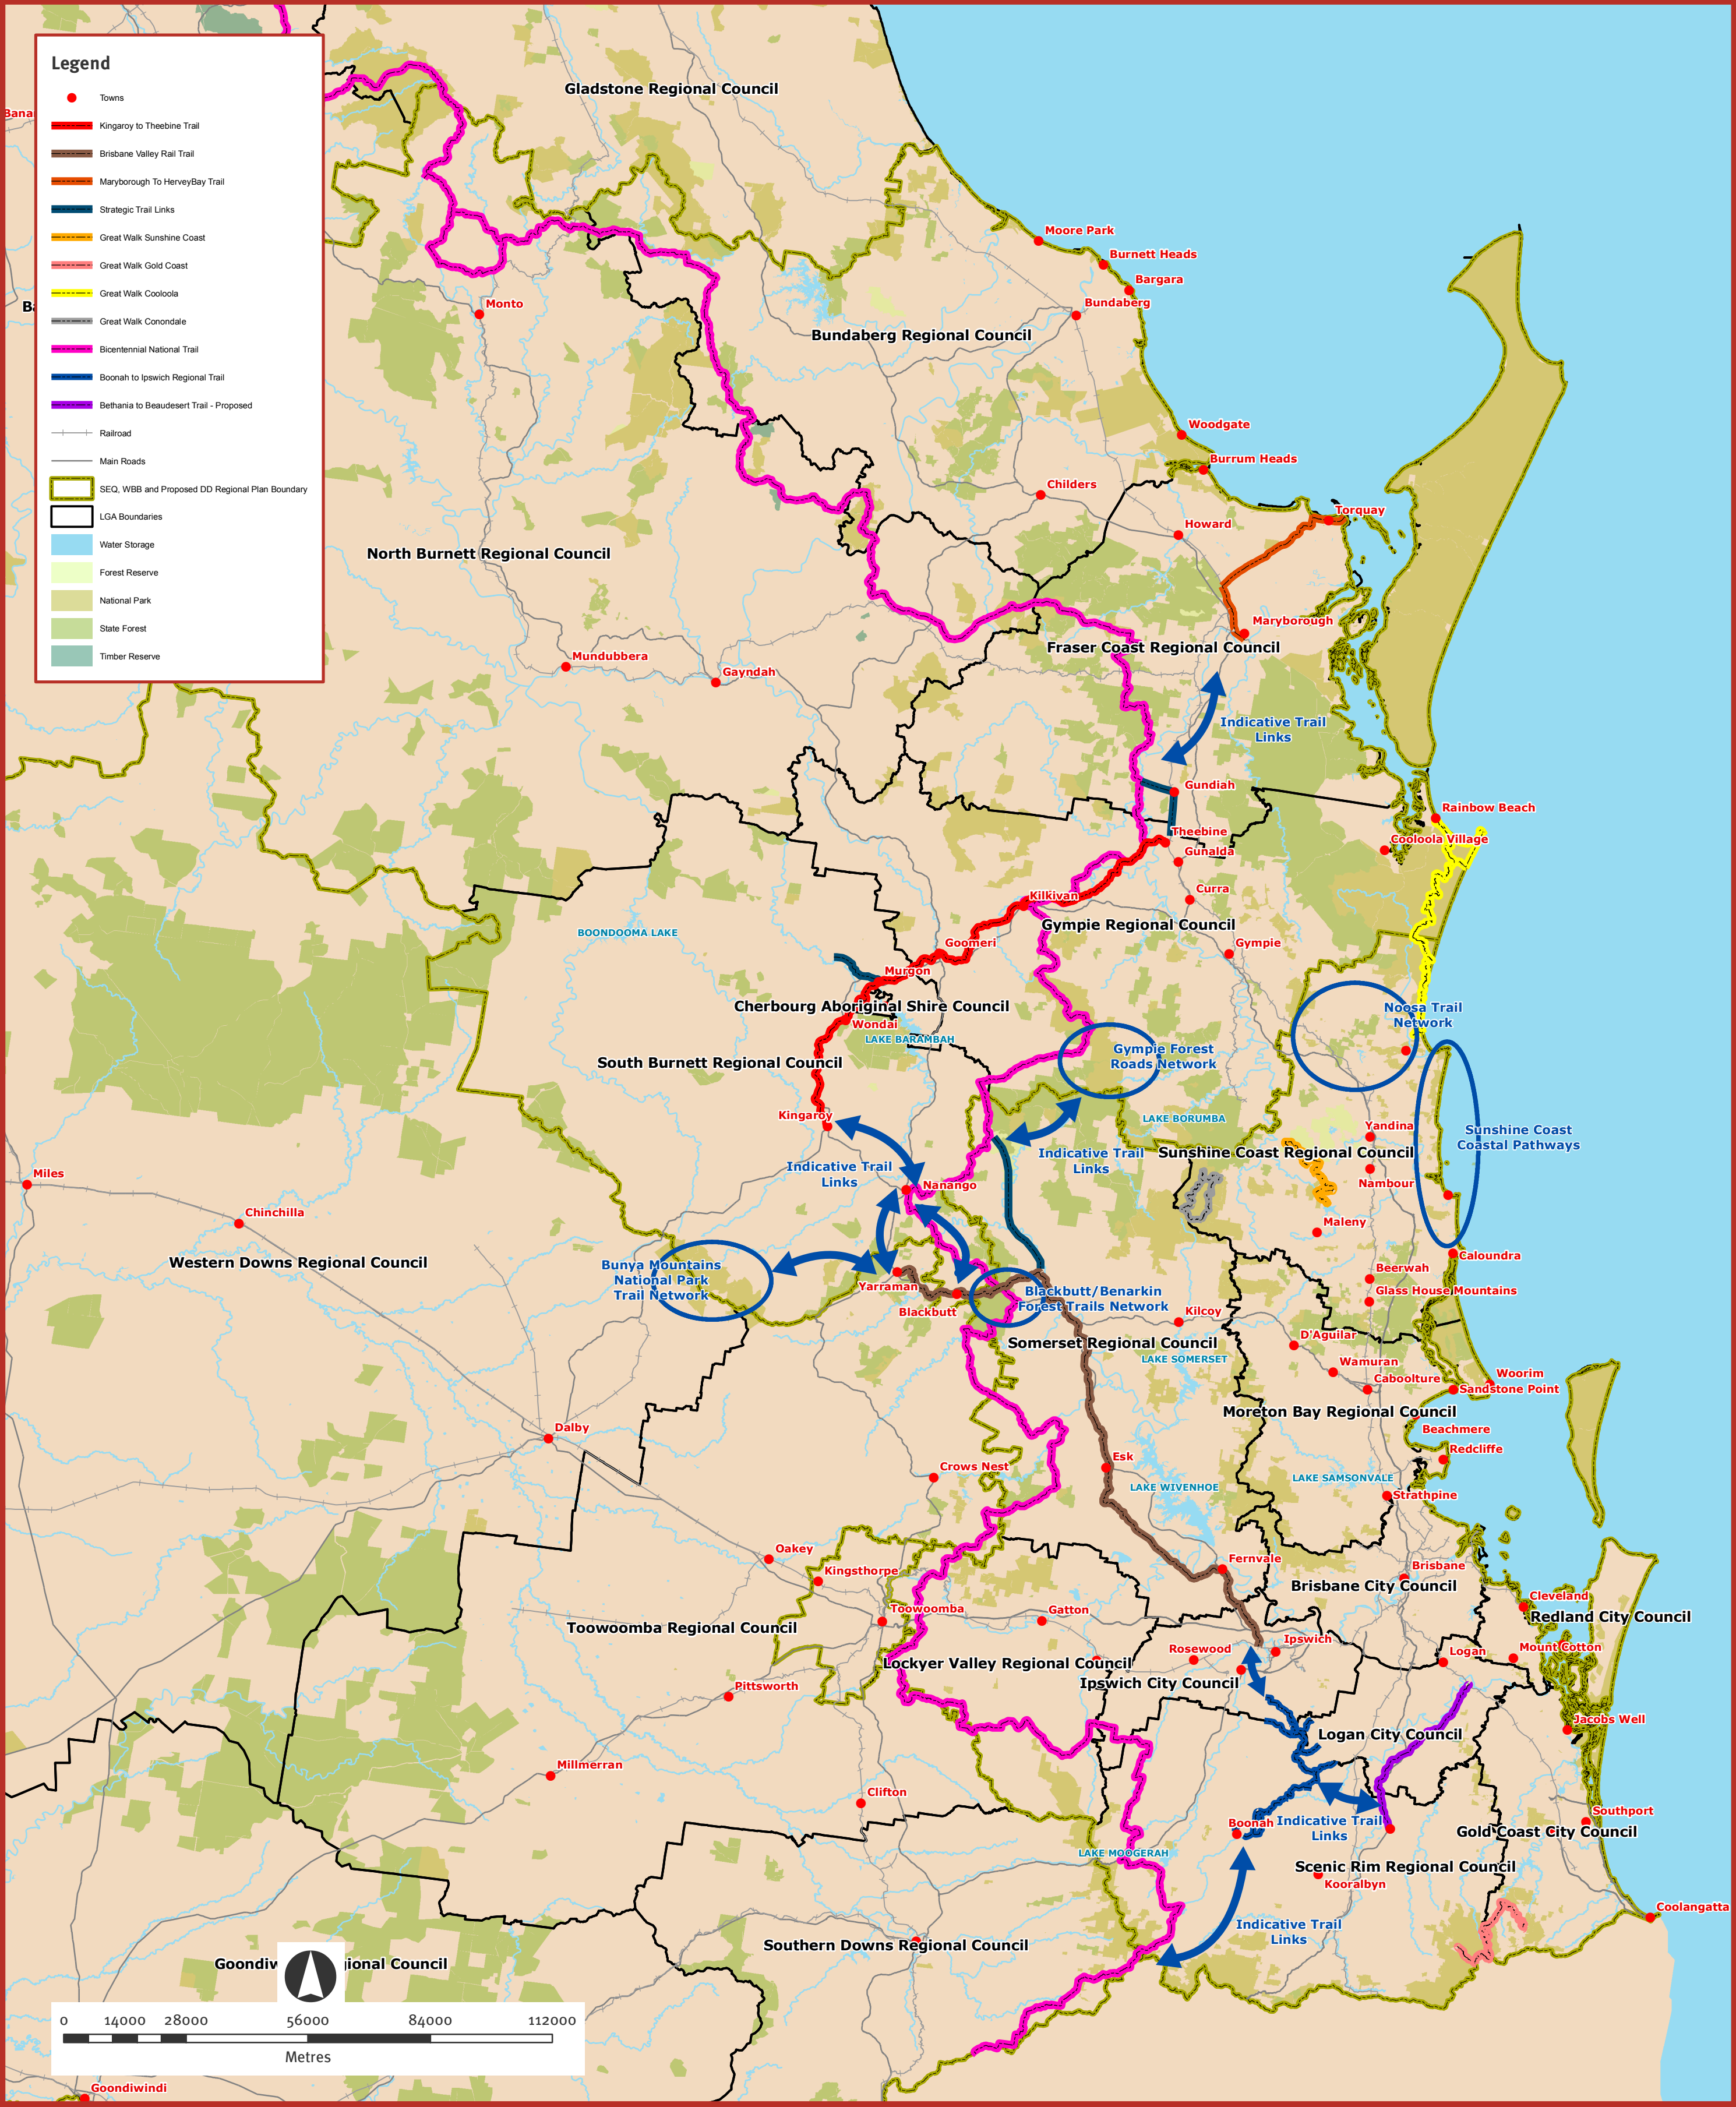 Legend
Towns
Kingaroy to Theebine Trail
Brisbane Valley Rail Trail
Maryborough To HerveyBay Trail
Strategic Trail Links
Great Walk Sunshine Coast
Great Walk Gold Coast
Great Walk Cooloola
Great Walk Conondale
Bicentennial National Trail
Boonah to Ipswich Regional Trail
Bethania to Beaudesert Trail - Proposed
Railroad
Main Roads
SEQ, WBB and Proposed DD Regional Plan Boundary
LGA Boundaries
Water Storage
Forest Reserve
National Park
State Forest
Timber Reserve
Gladstone Regional Council
Bana
Ba
Moore Park
Burnett Heads
Bargara
Bundaberg
Monto
Bundaberg Regional Council
Woodgate
Burrum Heads
Childers
Torquay
Howard
North Burnett Regional Council
Maryborough
Fraser Coast Regional Council
Mundubbera
Gayndah
Indicative Trail
Links
Gundiah
Rainbow Beach
Theebine
Cooloola Village
Gunalda
Curra
Kilkivan
Gympie Regional Council
BOONDOOMA LAKE
Goomeri
Gympie
Murgon
Cherbourg Aboriginal Shire Council
Noosa Trail
Network
Wondai
LAKE BARAMBAH
Gympie Forest
Roads Network
South Burnett Regional Council
Kingaroy
LAKE BORUMBA
Yandina
Sunshine Coast
Coastal Pathways
Sunshine Coast Regional Council
Indicative Trail
Links
Indicative Trail
Links
Miles
Nanango
Nambour
Chinchilla
Maleny
Western Downs Regional Council
Caloundra
Bunya Mountains
National Park
Trail Network
Beerwah
Yarraman
Blackbutt
Blackbutt/Benarkin
Forest Trails Network
Glass House Mountains
Kilcoy
D'Aguilar
Somerset Regional Council
LAKE SOMERSET
Wamuran
Caboolture
Woorim
Sandstone Point
Moreton Bay Regional Council
Beachmere
Dalby
Redcliffe
Esk
Crows Nest
LAKE SAMSONVALE
LAKE WIVENHOE
Strathpine
Oakey
Fernvale
Brisbane
Kingsthorpe
Brisbane City Council
Cleveland
Toowoomba
Gatton
Redland City Council
Toowoomba Regional Council
Ipswich
Rosewood
Logan
Mount Cotton
Lockyer Valley Regional Council
Ipswich City Council
Pittsworth
Jacobs Well
Logan City Council
Millmerran
Clifton
Southport
Boonah
Indicative Trail
Links
Gold Coast City Council
LAKE MOOGERAH
Scenic Rim Regional Council
Kooralbyn
Coolangatta
Indicative Trail
Links
Southern Downs Regional Council
Goondiw
gional Council
0 14000 28000 56000 84000 112000
Metres
Goondiwindi